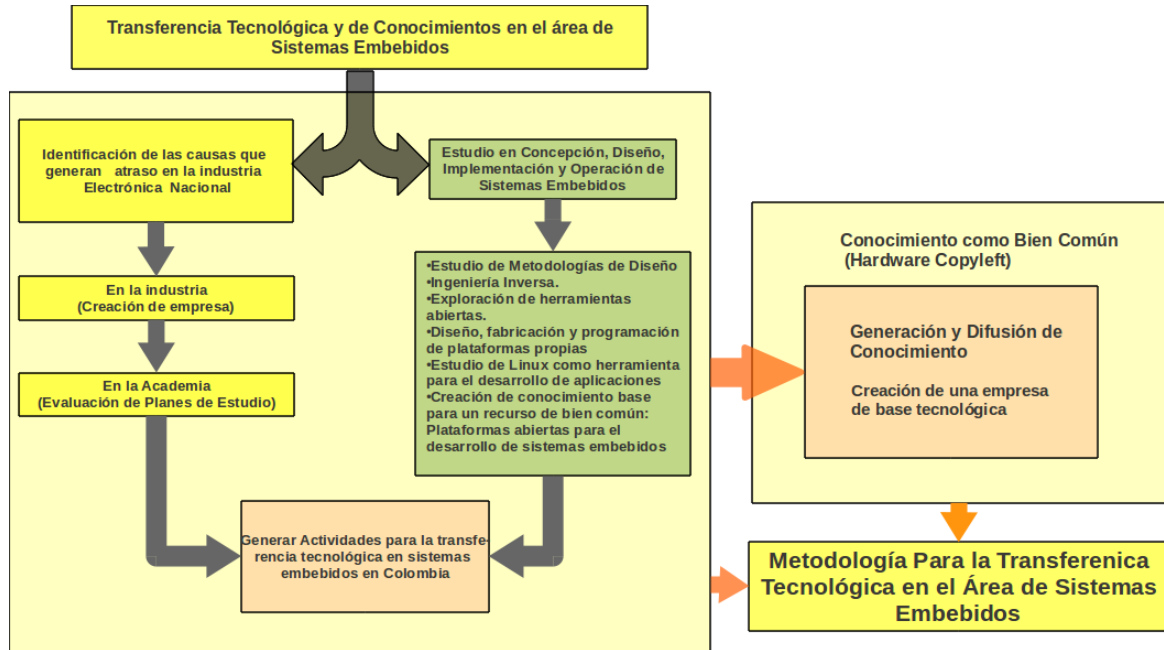 Transferencia Tecnológica y de Conocimientos en el área de
Sistemas Embebidos
Identificación de las causas que
generan atraso en la industria
Electrónica Nacional
En la industria
(Creación de empresa)
En la Academia
(Evaluación de Planes de Estudio)
Estudio en Concepción, Diseño,
Implementación y Operación de
Sistemas Embebidos
•Estudio de Metodologías de Diseño
•Ingeniería Inversa.
•Exploración de herramientas
abiertas.
•Diseño, fabricación y programación
de plataformas propias
•Estudio de Linux como herramienta
para el desarrollo de aplicaciones
•Creación de conocimiento base
para un recurso de bien común:
Plataformas abiertas para el
desarrollo de sistemas embebidos
Generar Actividades para la transfe-
rencia tecnológica en sistemas
embebidos en Colombia
Conocimiento como Bien Común
(Hardware Copyleft)
Generación y Difusión de
Conocimiento
Creación de una empresa
de base tecnológica
Metodología Para la Transferenica
Tecnológica en el Área de Sistemas
Embebidos